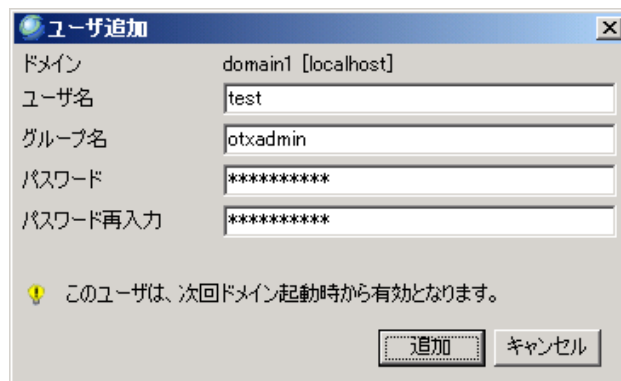 ユーザ追加
ドメイン domain1 [localhost]
ユーザ名 test
グループ名 otxadmin
パスワード **********
パスワード再入力 **********
このユーザは、次回ドメイン起動時から有効となります。
追加 キャンセル